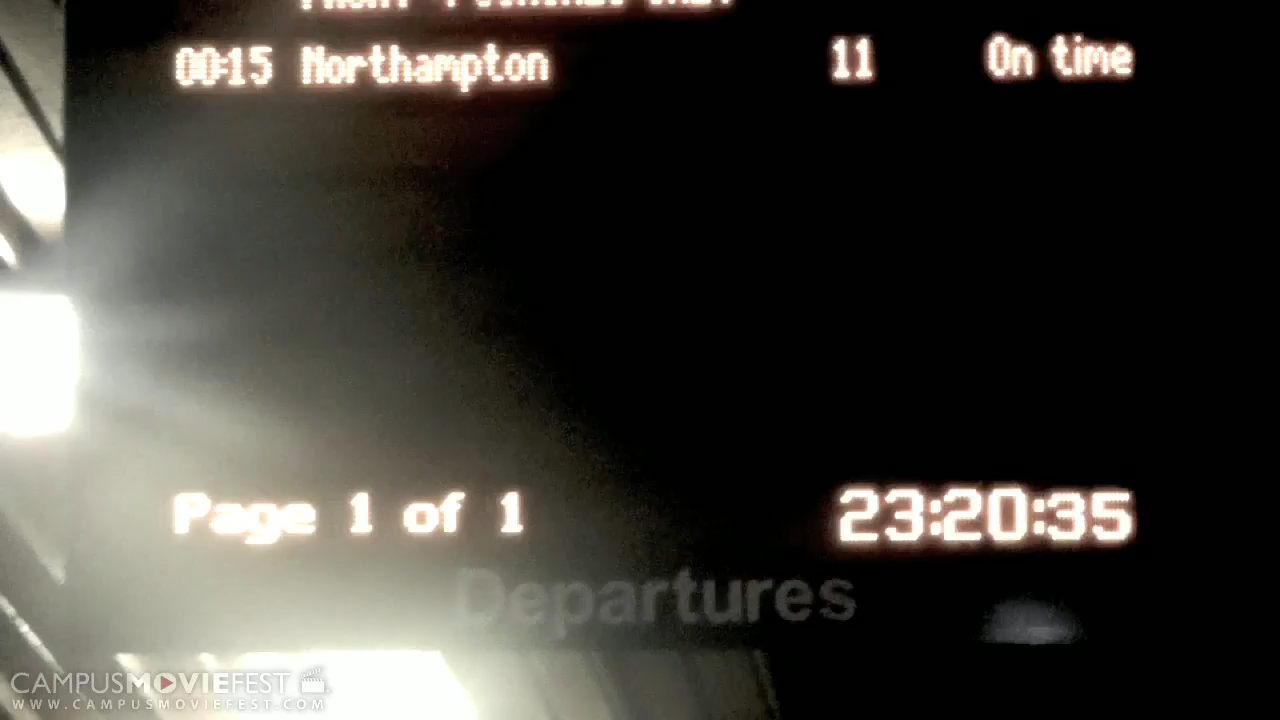 00:15 Northampton 11 On time
Page 1 of 1 23:20:35
Departures
CAMPUSMOVIEFEST
WWW.CAMPUSMOVIEFEST.COM